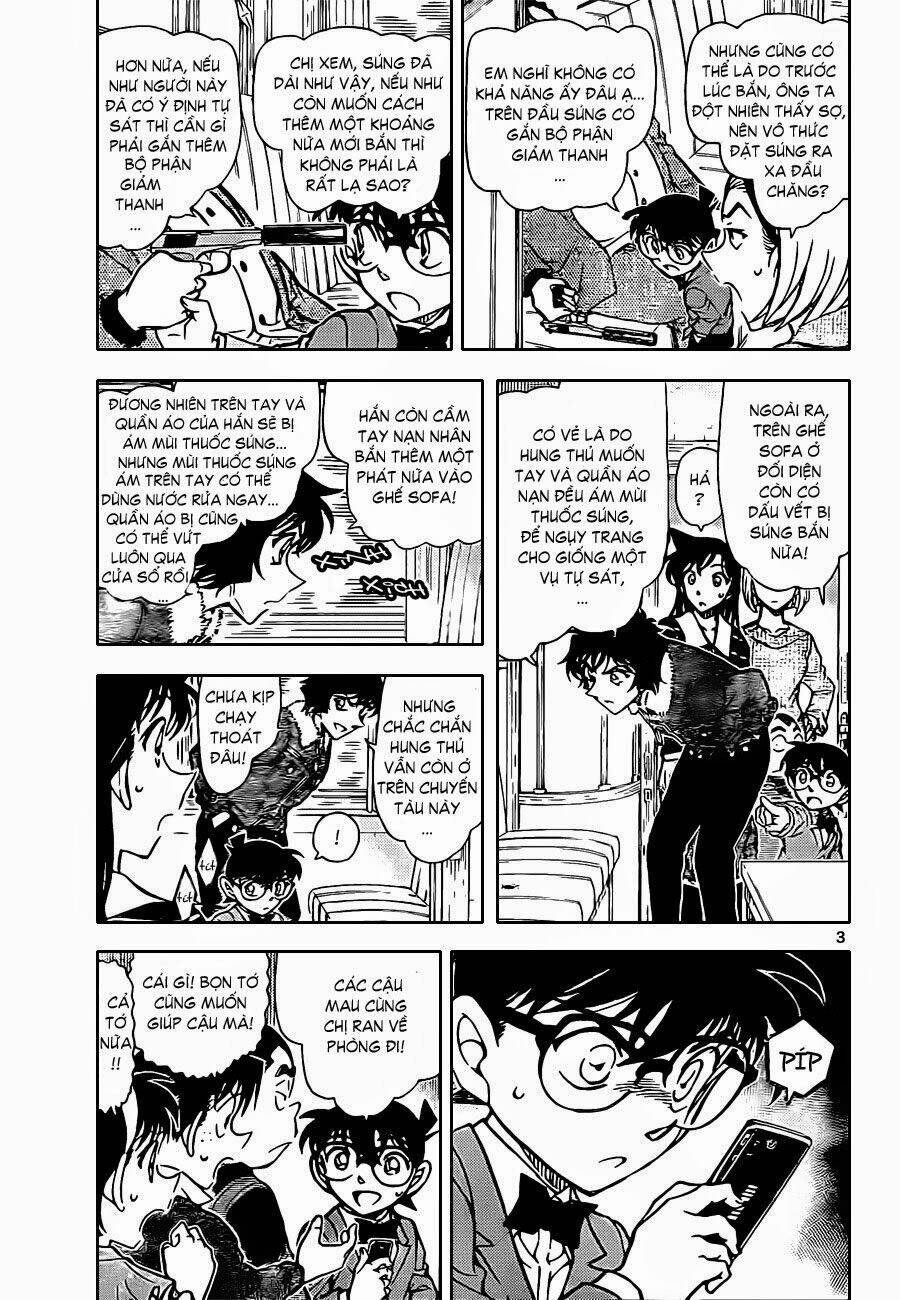 NHƯNG CŨNG CÓ
THỂ LÀ DO TRƯỚC
LÚC BẮN, ÔNG TA
ĐỘT NHIÊN THẤY SỢ,
NÊN VÔ THỨC
ĐẶT SÚNG RA
XA ĐẦU
CHĂNG?
EM NGHĨ KHÔNG CÓ
KHẢ NĂNG ẤY ĐÂU Ạ...
TRÊN ĐẦU SÚNG CÓ
GẮN BỘ PHẬN
GIẢM THANH
...
CHỊ XEM, SÚNG ĐÃ
DÀI NHƯ VẬY, NẾU NHƯ
CÒN MUỐN CÁCH
THÊM MỘT KHOẢNG
NỮA MỚI BẮN THÌ
KHÔNG PHẢI LÀ
RẤT LẠ SAO?
HƠN NỮA, NẾU
NHƯ NGƯỜI NÀY
ĐÃ CÓ Ý ĐỊNH TỰ
SÁT THÌ CẦN GÌ
PHẢI GẮN THÊM
BỘ PHẬN
GIẢM
THANH
...
NGOÀI RA,
TRÊN GHẾ
SOFA Ở
ĐỐI DIỆN
CÒN CÓ
DẤU VẾT BỊ
SÚNG BẮN
NỮA!
HẢ
?
CÓ VẺ LÀ DO
HUNG THỦ MUỐN
TAY VÀ QUẦN ÁO
NẠN ĐỀU ÁM MÙI
THUỐC SÚNG,
ĐỂ NGỤY TRANG
CHO GIỐNG MỘT
VỤ TỰ SÁT,
...
HẮN CÒN CẦM
TAY NẠN NHÂN
BẮN THÊM MỘT
PHÁT NỮA VÀO
GHẾ SOFA!
ĐƯƠNG NHIÊN TRÊN TAY VÀ
QUẦN ÁO CỦA HẮN SẼ BỊ
ÁM MÙI THUỐC SÚNG...
NHƯNG MÙI THUỐC SÚNG
ÁM TRÊN TAY CÓ THỂ
DÙNG NƯỚC RỬA NGAY...
QUẦN ÁO BỊ CŨNG
CÓ THỂ VỨT
LUÔN QUA
CỬA SỔ RỒI
...
NHƯNG
CHẮC CHẮN
HUNG THỦ
VẪN CÒN Ở
TRÊN CHUYẾN
TÀU NÀY
...
CHƯA KỊP
CHẠY
THOÁT
ĐÂU!
!
tct
tct
3
PÍP
CÁC CẬU
MAU CÙNG
CHỊ RAN VỀ
PHÒNG ĐI!
CÁI GÌ! BỌN TỚ
CŨNG MUỐN
GIÚP CẬU MÀ!
CẢ
TỚ
NỮA
!!